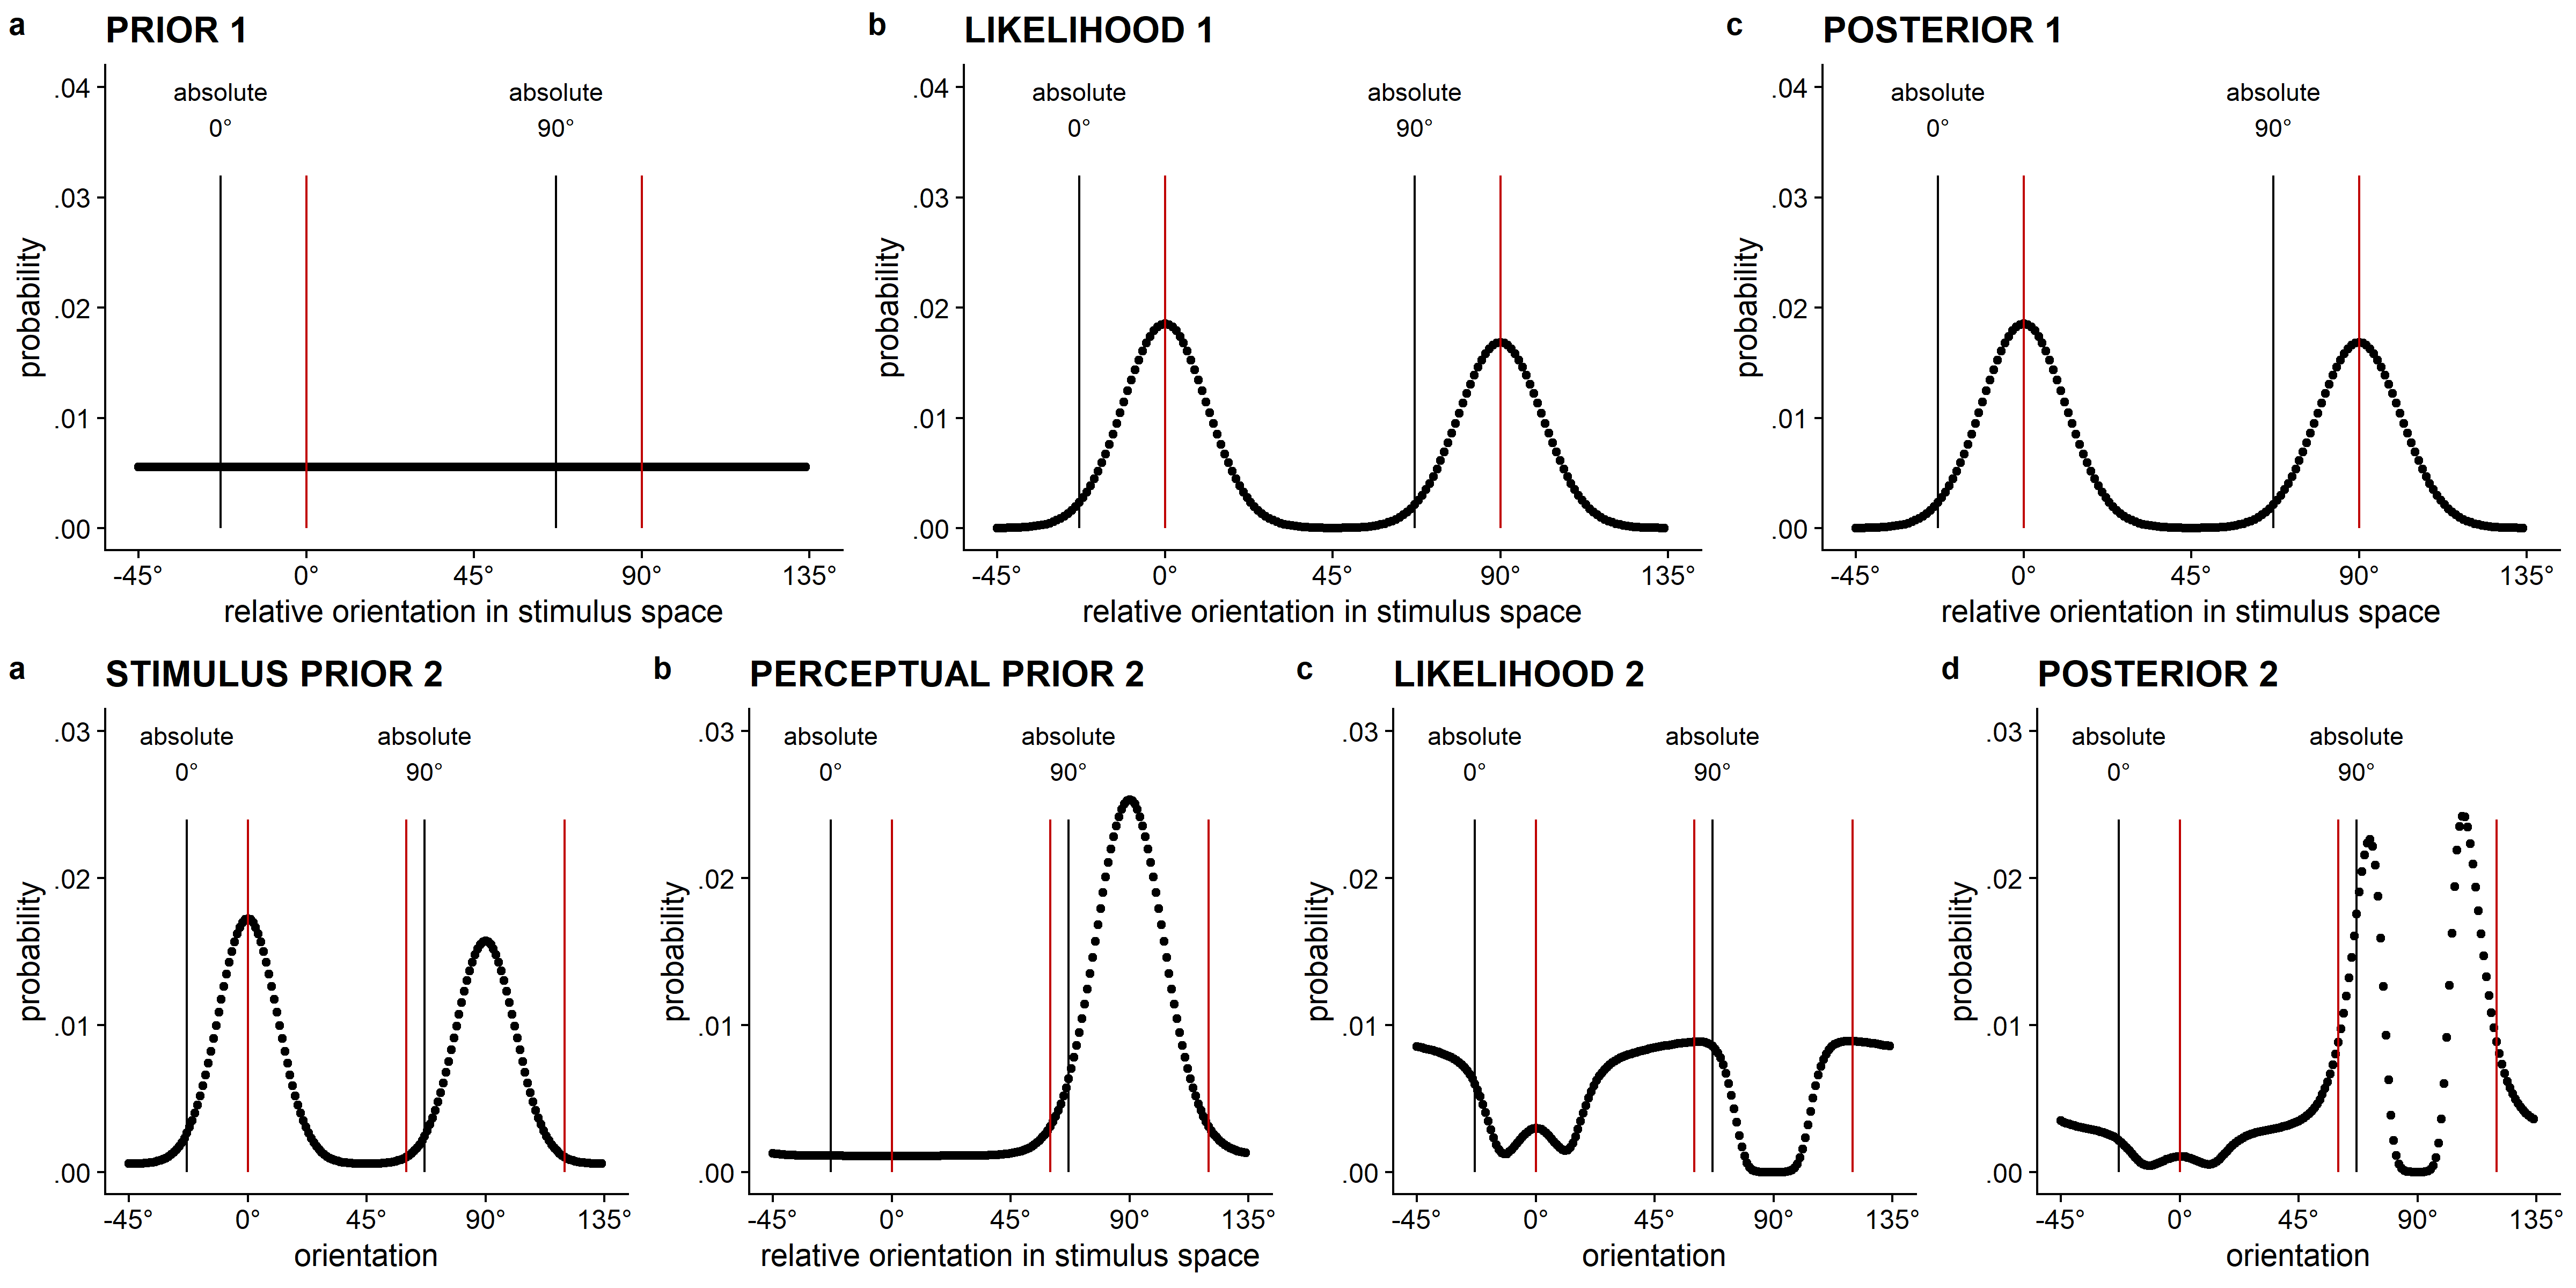 a PRIOR 1
absolute absolute
0° 90°
.04
.03
.02
.01
.00
probability
-45° 0° 45° 90° 135°
relative orientation in stimulus space
b LIKELIHOOD 1
absolute absolute
0° 90°
.04
.03
.02
.01
.00
probability
-45° 0° 45° 90° 135°
relative orientation in stimulus space
c POSTERIOR 1
absolute absolute
0° 90°
.04
.03
.02
.01
.00
probability
-45° 0° 45° 90° 135°
relative orientation in stimulus space
a STIMULUS PRIOR 2
absolute absolute
0° 90°
.03
.02
.01
.00
probability
-45° 0° 45° 90° 135°
orientation
b PERCEPTUAL PRIOR 2
absolute absolute
0° 90°
.03
.02
.01
.00
probability
-45° 0° 45° 90° 135°
relative orientation in stimulus space
c LIKELIHOOD 2
absolute absolute
0° 90°
.03
.02
.01
.00
probability
-45° 0° 45° 90° 135°
orientation
d POSTERIOR 2
absolute absolute
0° 90°
.03
.02
.01
.00
probability
-45° 0° 45° 90° 135°
orientation